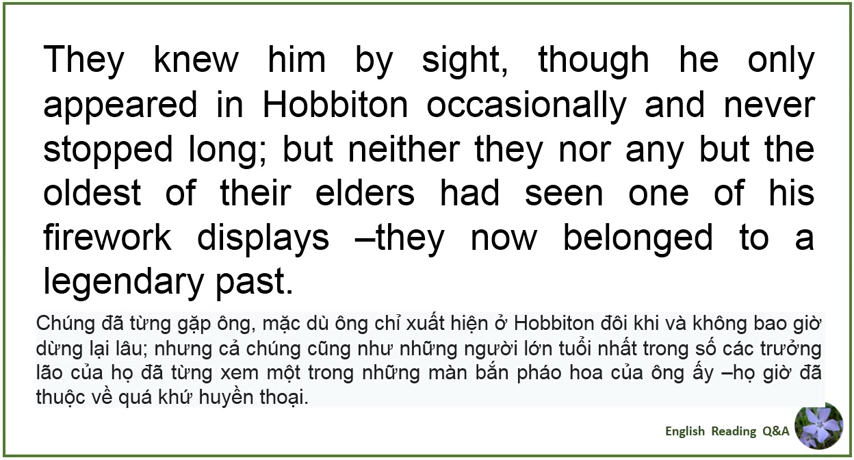 They knew him by sight, though he only
appeared in Hobbiton occasionally and never
stopped long; but neither they nor any but the
oldest of their elders had seen one of his
firework displays –they now belonged to a
legendary past.
Chúng đã từng gặp ông, mặc dù ông chỉ xuất hiện ở Hobbiton đôi khi và không bao giờ
dừng lại lâu; nhưng cả chúng cũng như những người lớn tuổi nhất trong số các trưởng
lão của họ đã từng xem một trong những màn bắn pháo hoa của ông ấy –họ giờ đã
thuộc về quá khứ huyền thoại.
English Reading Q&A